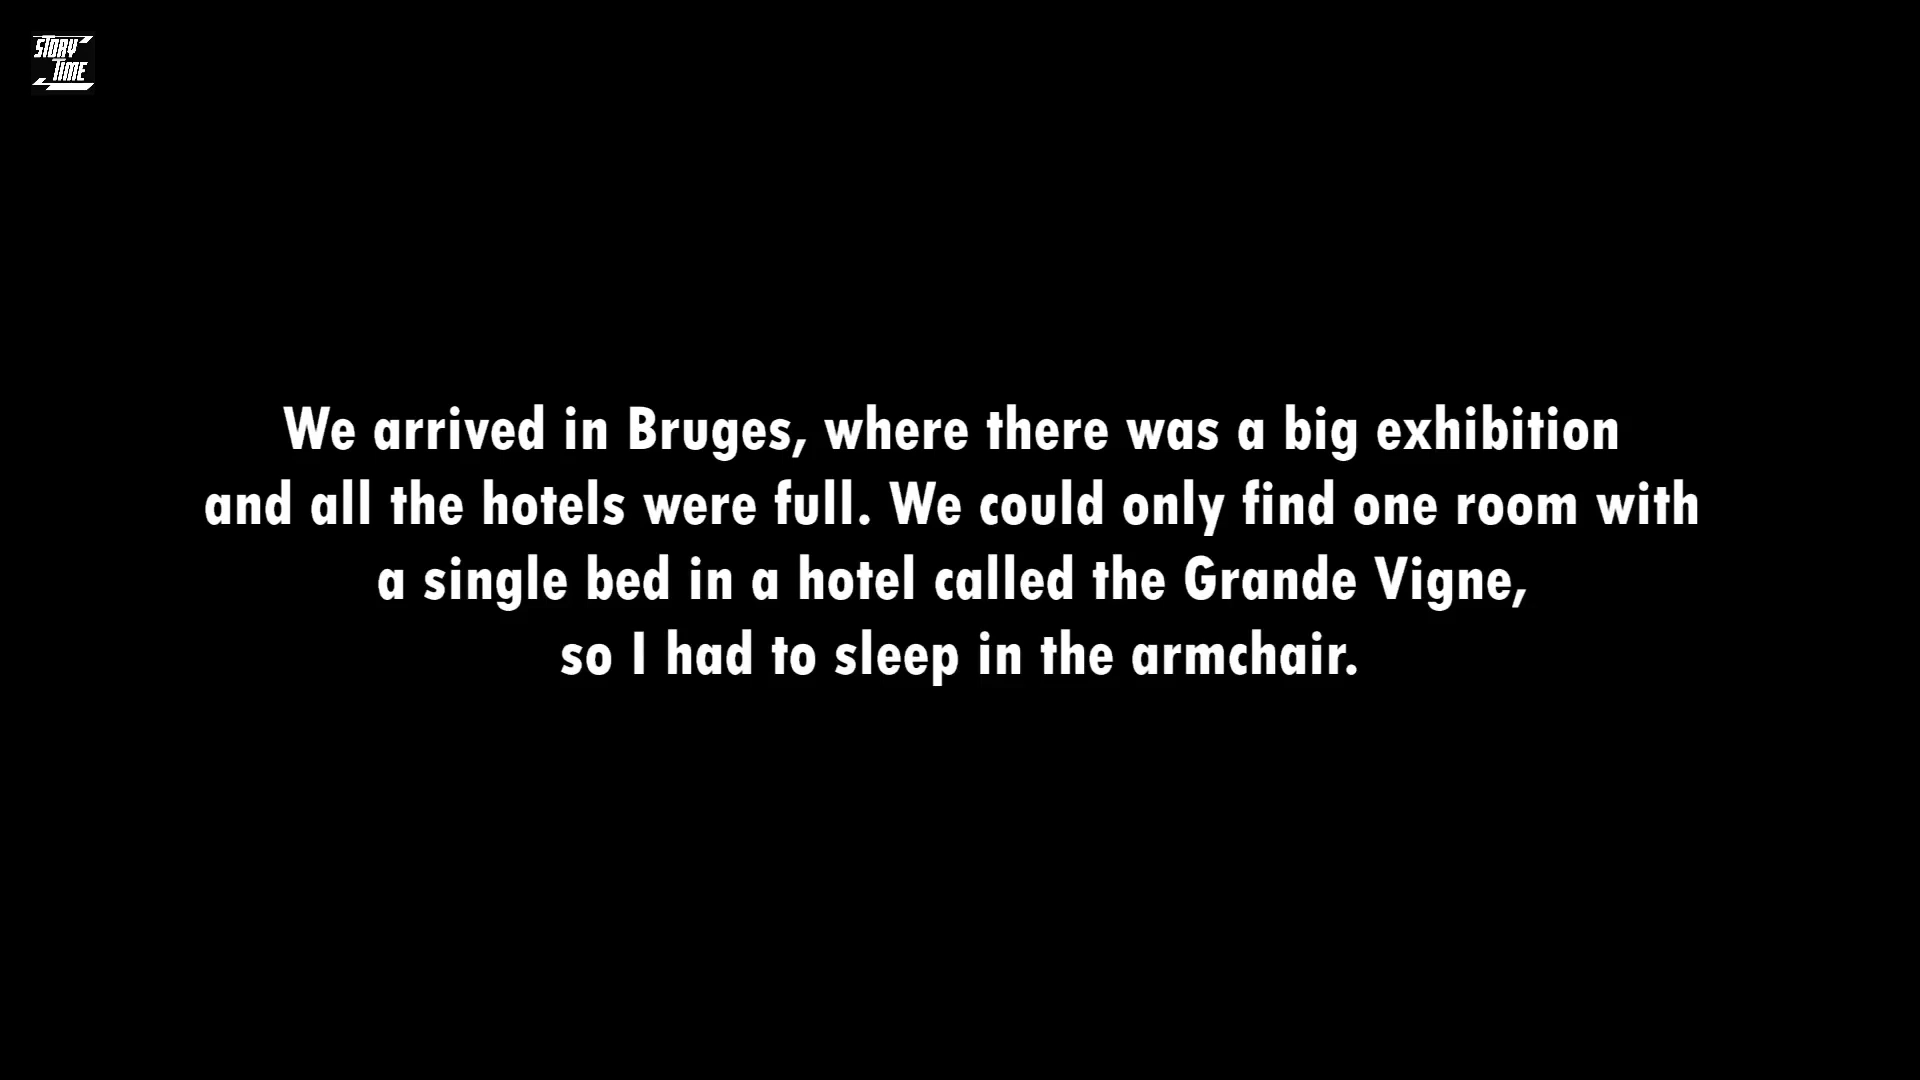 STORY
TIME
We arrived in Bruges, where there was a big exhibition
and all the hotels were full. We could only find one room with
a single bed in a hotel called the Grande Vigne,
so I had to sleep in the armchair.